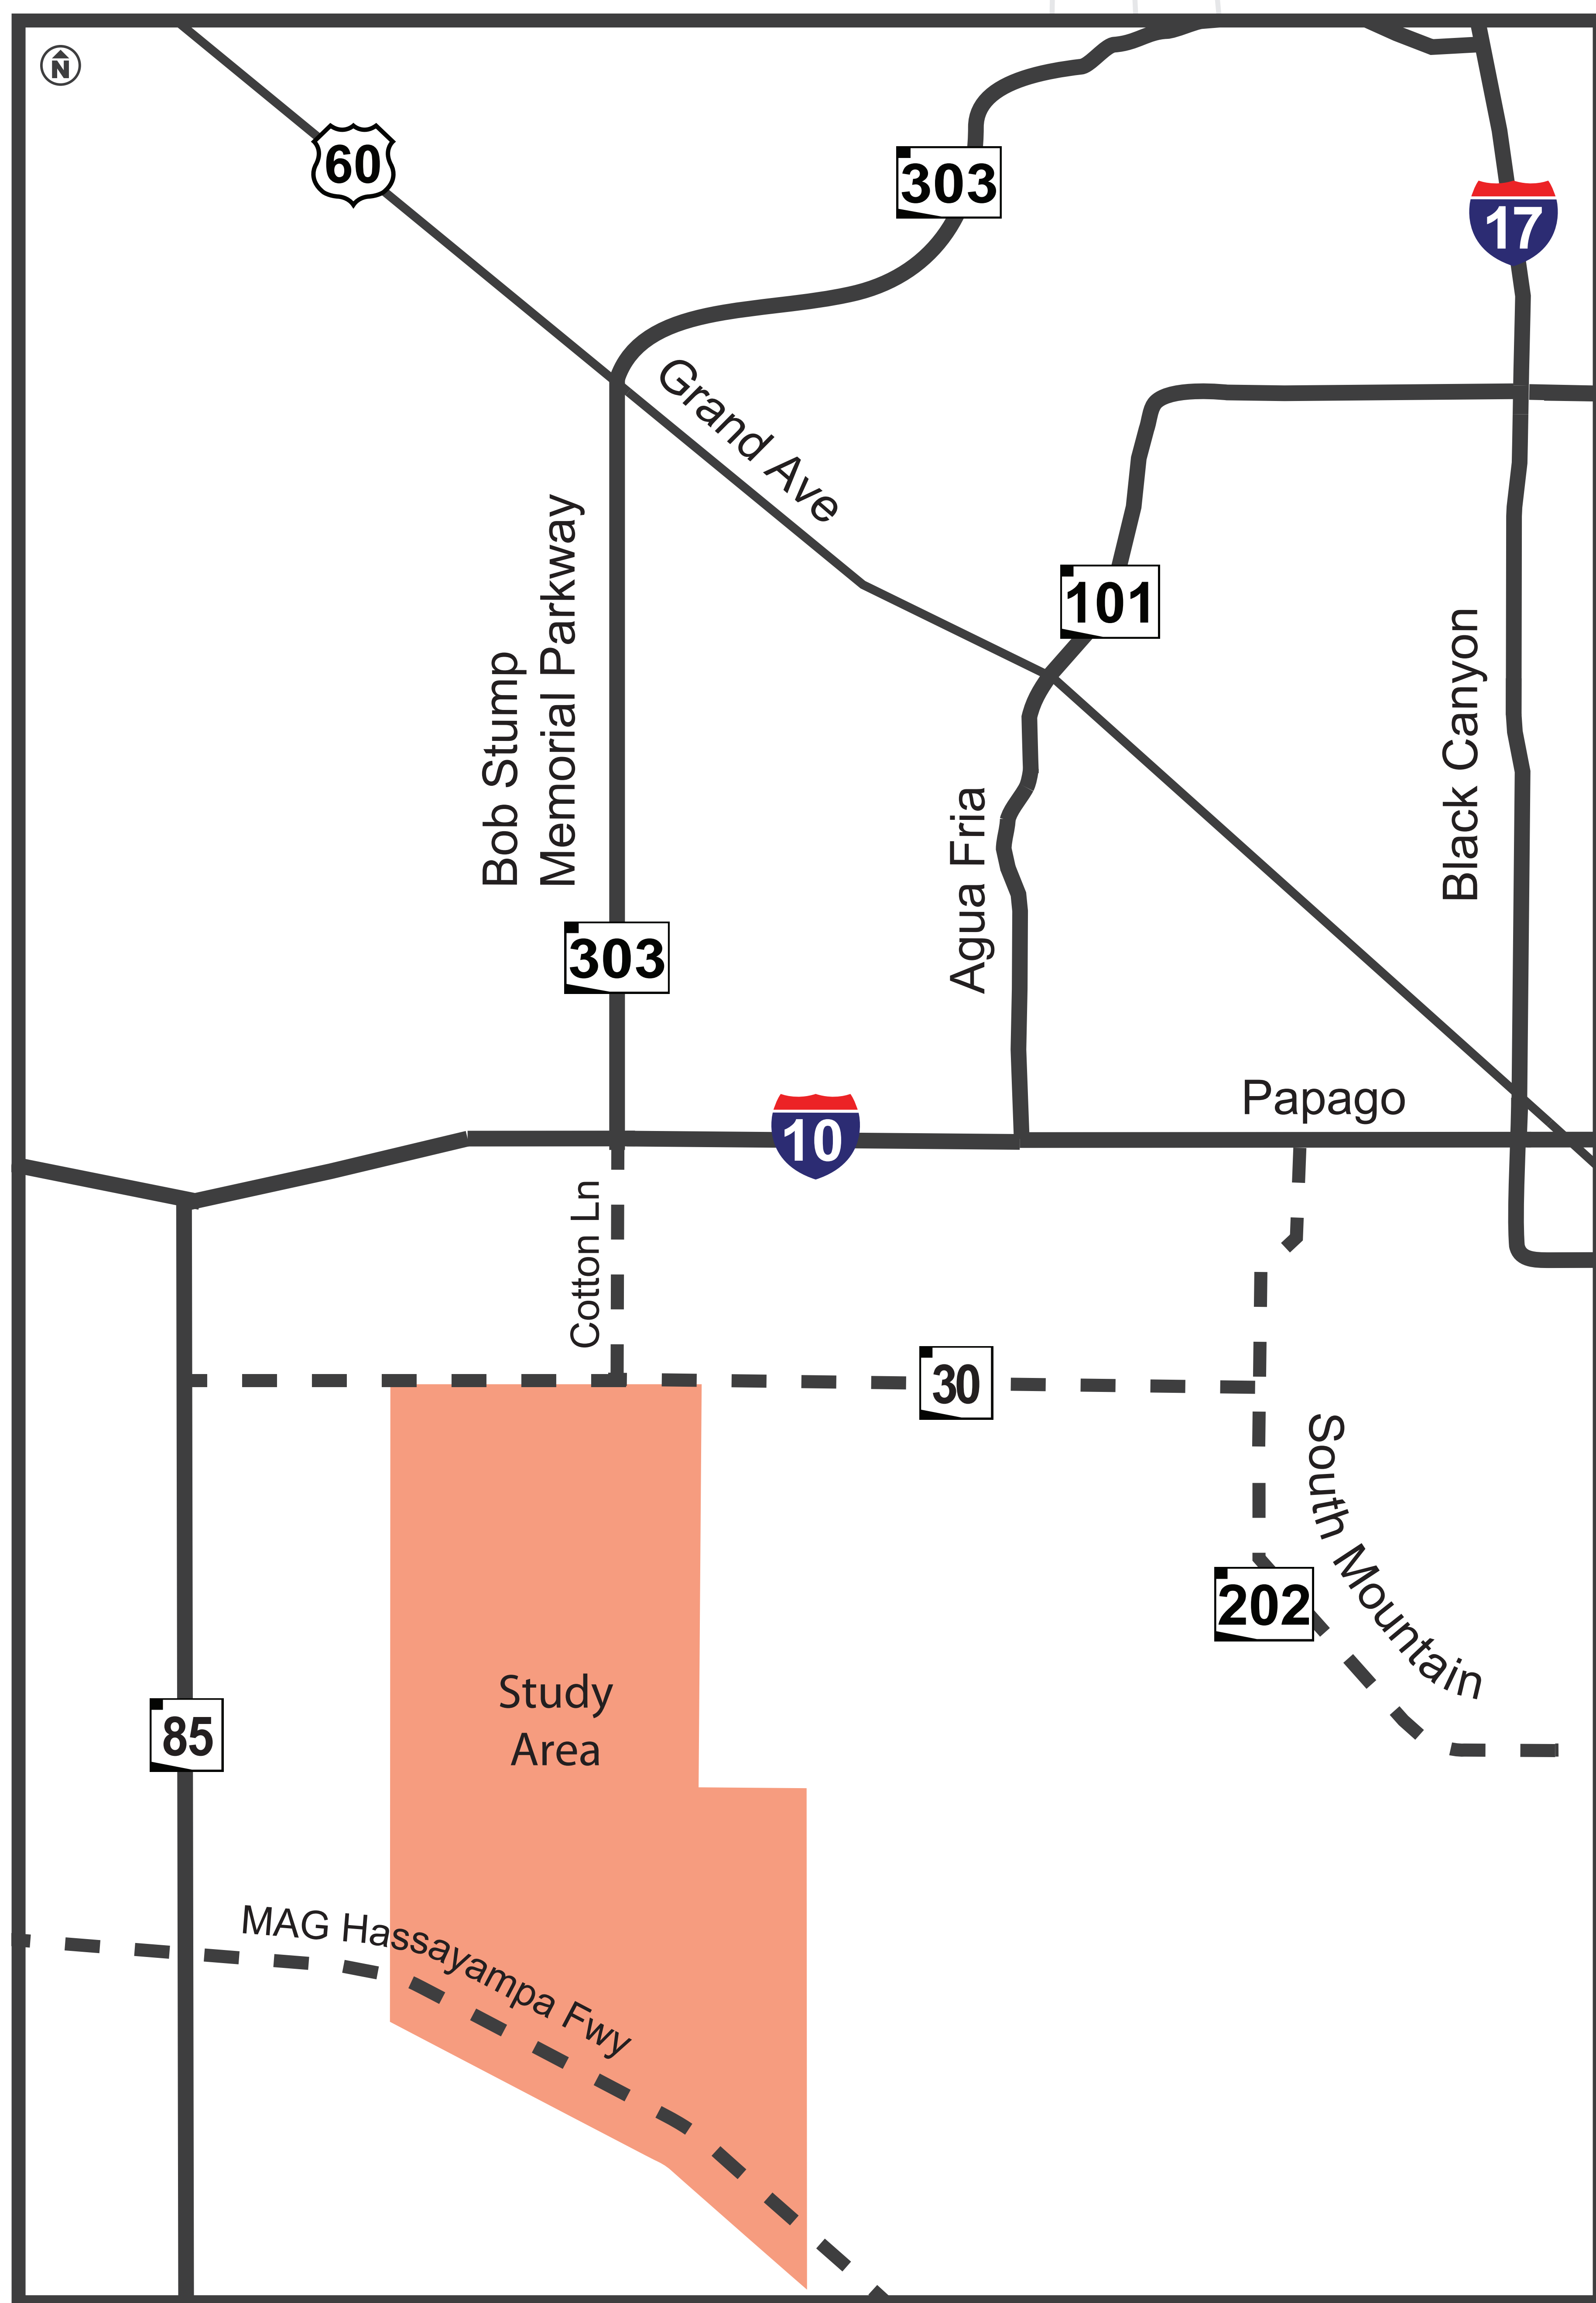 N
60
303
17
Grand Ave
101
Bob Stump
Memorial Parkway
Black Canyon
Agua Fria
303
Papago
10
Cotton Ln
30
South Mountain
202
Study
Area
85
MAG Hassayampa Fwy